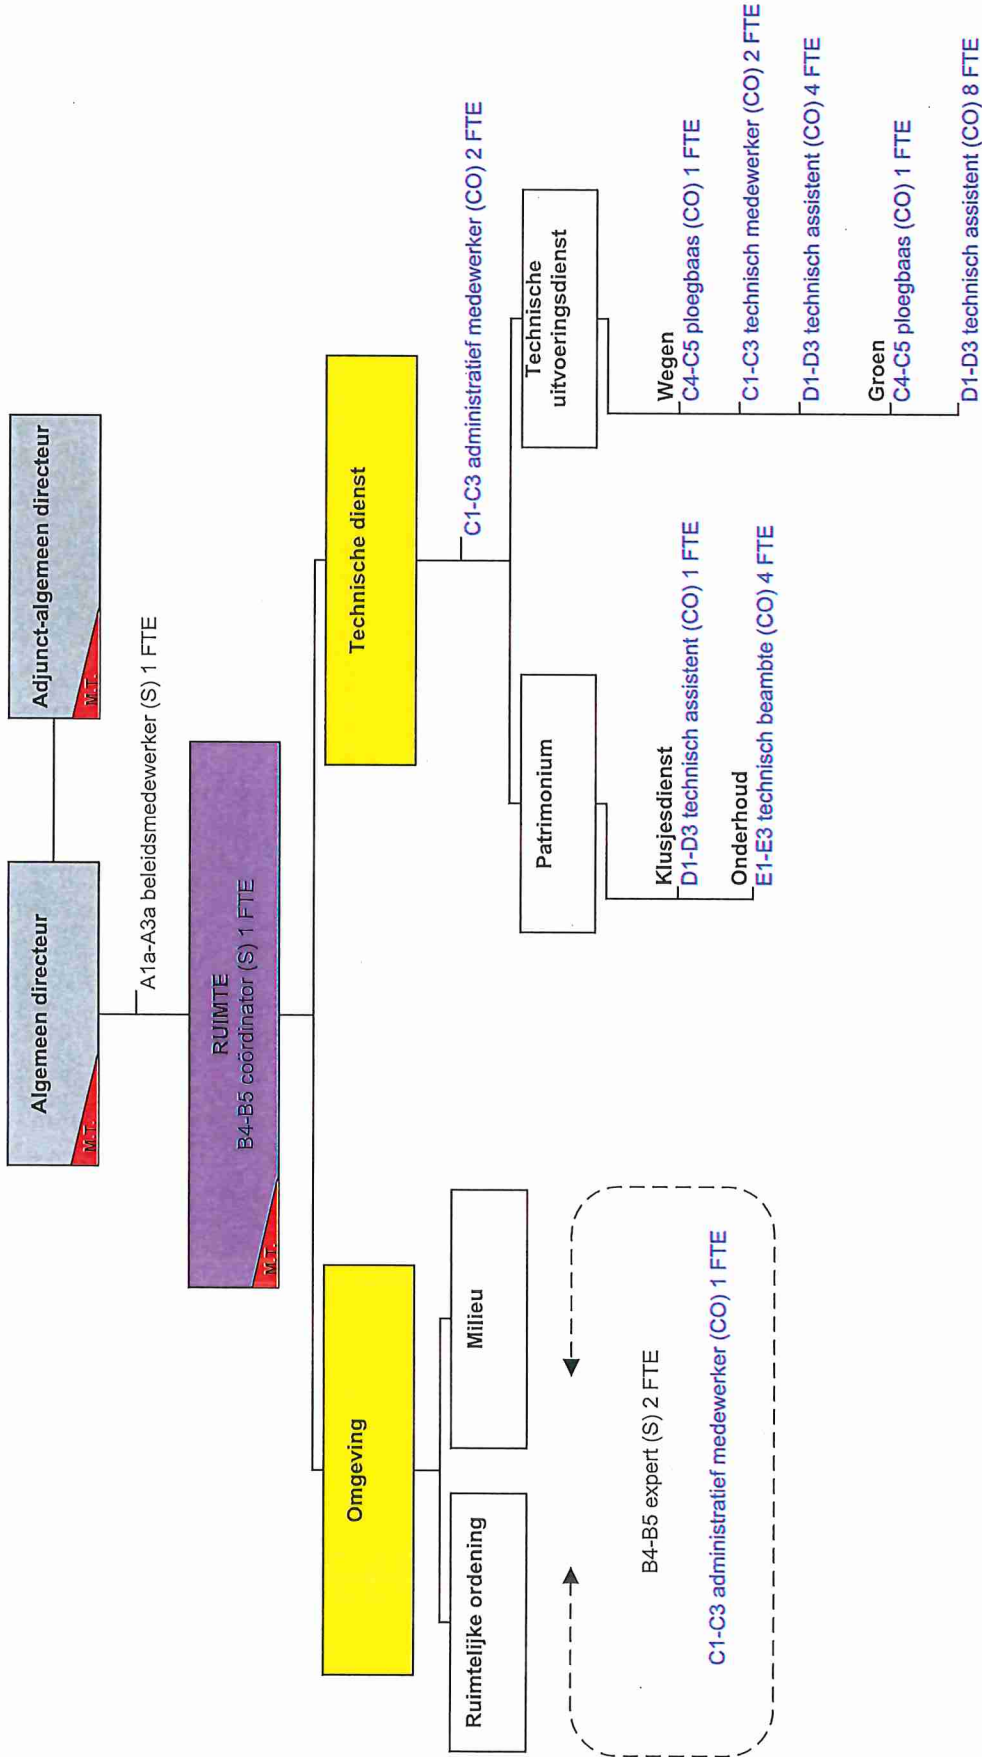 Algemeen directeur
M.T.
Adjunct-algemeen directeur
M.T.
A1a-A3a beleidsmedewerker (S) 1 FTE
RUIMTE
B4-B5 coördinator (S) 1 FTE
M.T.
Omgeving
Technische dienst
Ruimtelijke ordening
Milieu
B4-B5 expert (S) 2 FTE
C1-C3 administratief medewerker (CO) 1 FTE
C1-C3 administratief medewerker (CO) 2 FTE
Patrimonium
Klusjesdienst
D1-D3 technisch assistent (CO) 1 FTE
Onderhoud
E1-E3 technisch beambte (CO) 4 FTE
Technische
uitvoeringsdienst
Wegen
C4-C5 ploegbaas (CO) 1 FTE
C1-C3 technisch medewerker (CO) 2 FTE
D1-D3 technisch assistent (CO) 4 FTE
Groen
C4-C5 ploegbaas (CO) 1 FTE
D1-D3 technisch assistent (CO) 8 FTE